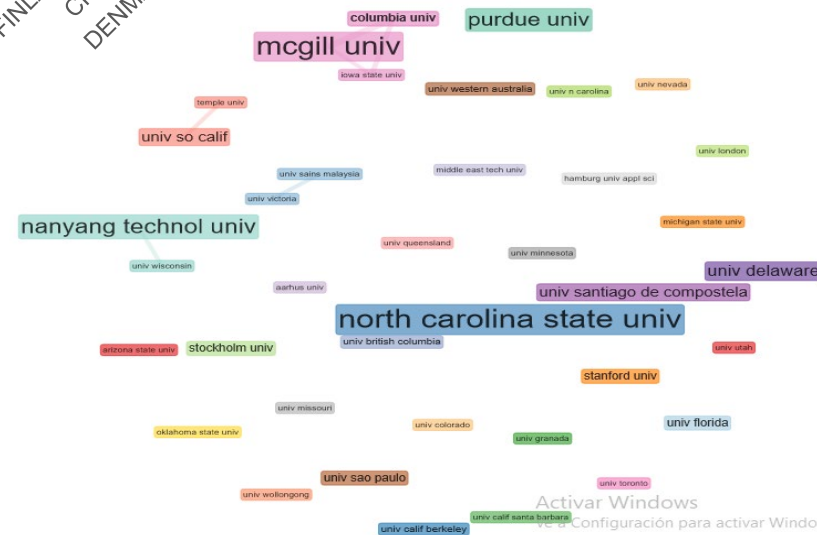 columbia univ
purdue univ
mcgill univ
iowa state univ
univ western australia
univ n carolina
univ nevada
temple univ
univ so calif
univ london
univ sains malaysia
middle east tech univ
hamburg univ appl sci
univ victoria
nanyang technol univ
michigan state univ
univ queensland
univ minnesota
univ wisconsin
univ delaware
aarhus univ
univ santiago de compostela
north carolina state univ
univ british columbia
arizona state univ
stockholm univ
univ utah
stanford univ
univ missouri
univ colorado
univ florida
oklahoma state univ
univ granada
univ sao paulo
univ toronto
univ wollongong
Activar Windows
univ calif santa barbara
Configuración para activar Windo
univ calif berkeley